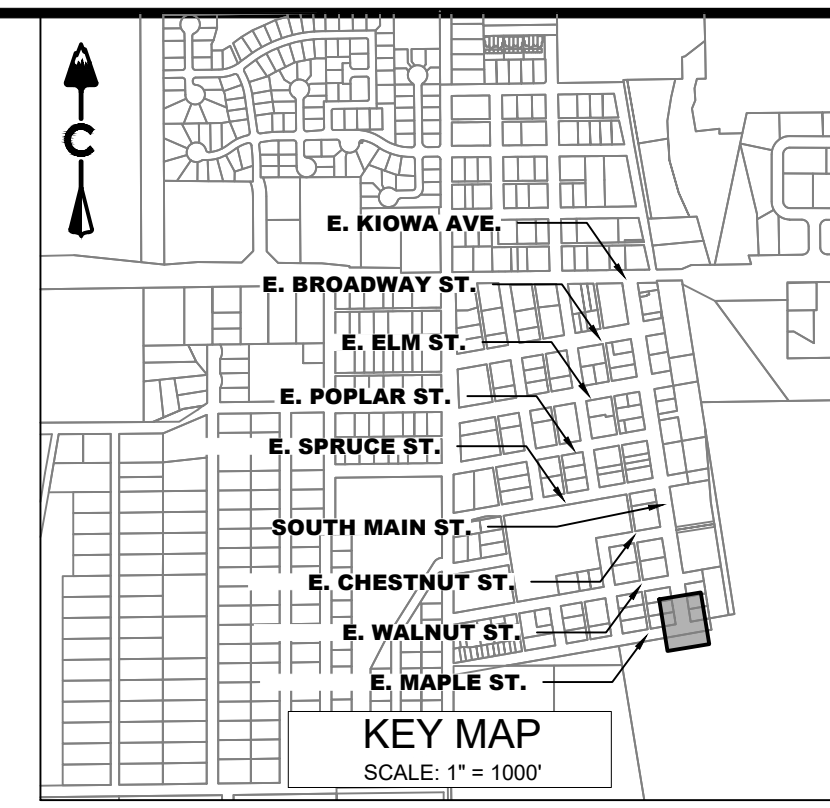 C
E. KIOWA AVE.
E. BROADWAY ST.
E. ELM ST.
E. POPLAR ST.
E. SPRUCE ST.
SOUTH MAIN ST.
E. CHESTNUT ST.
E. WALNUT ST.
E. MAPLE ST.
KEY MAP
SCALE: 1" = 1000'